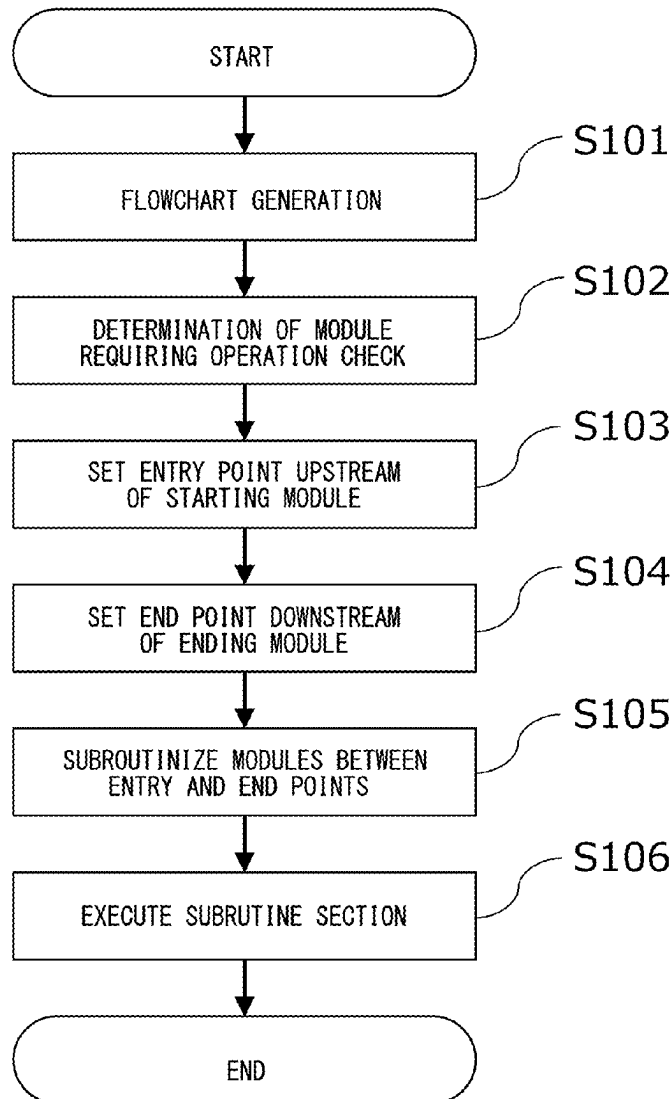 START
S101
FLOWCHART GENERATION
S102
DETERMINATION OF MODULE
REQUIRING OPERATION CHECK
S103
SET ENTRY POINT UPSTREAM
OF STARTING MODULE
S104
SET END POINT DOWNSTREAM
OF ENDING MODULE
S105
SUBROUTINIZE MODULES BETWEEN
ENTRY AND END POINTS
S106
EXECUTE SUBRUTINE SECTION
END